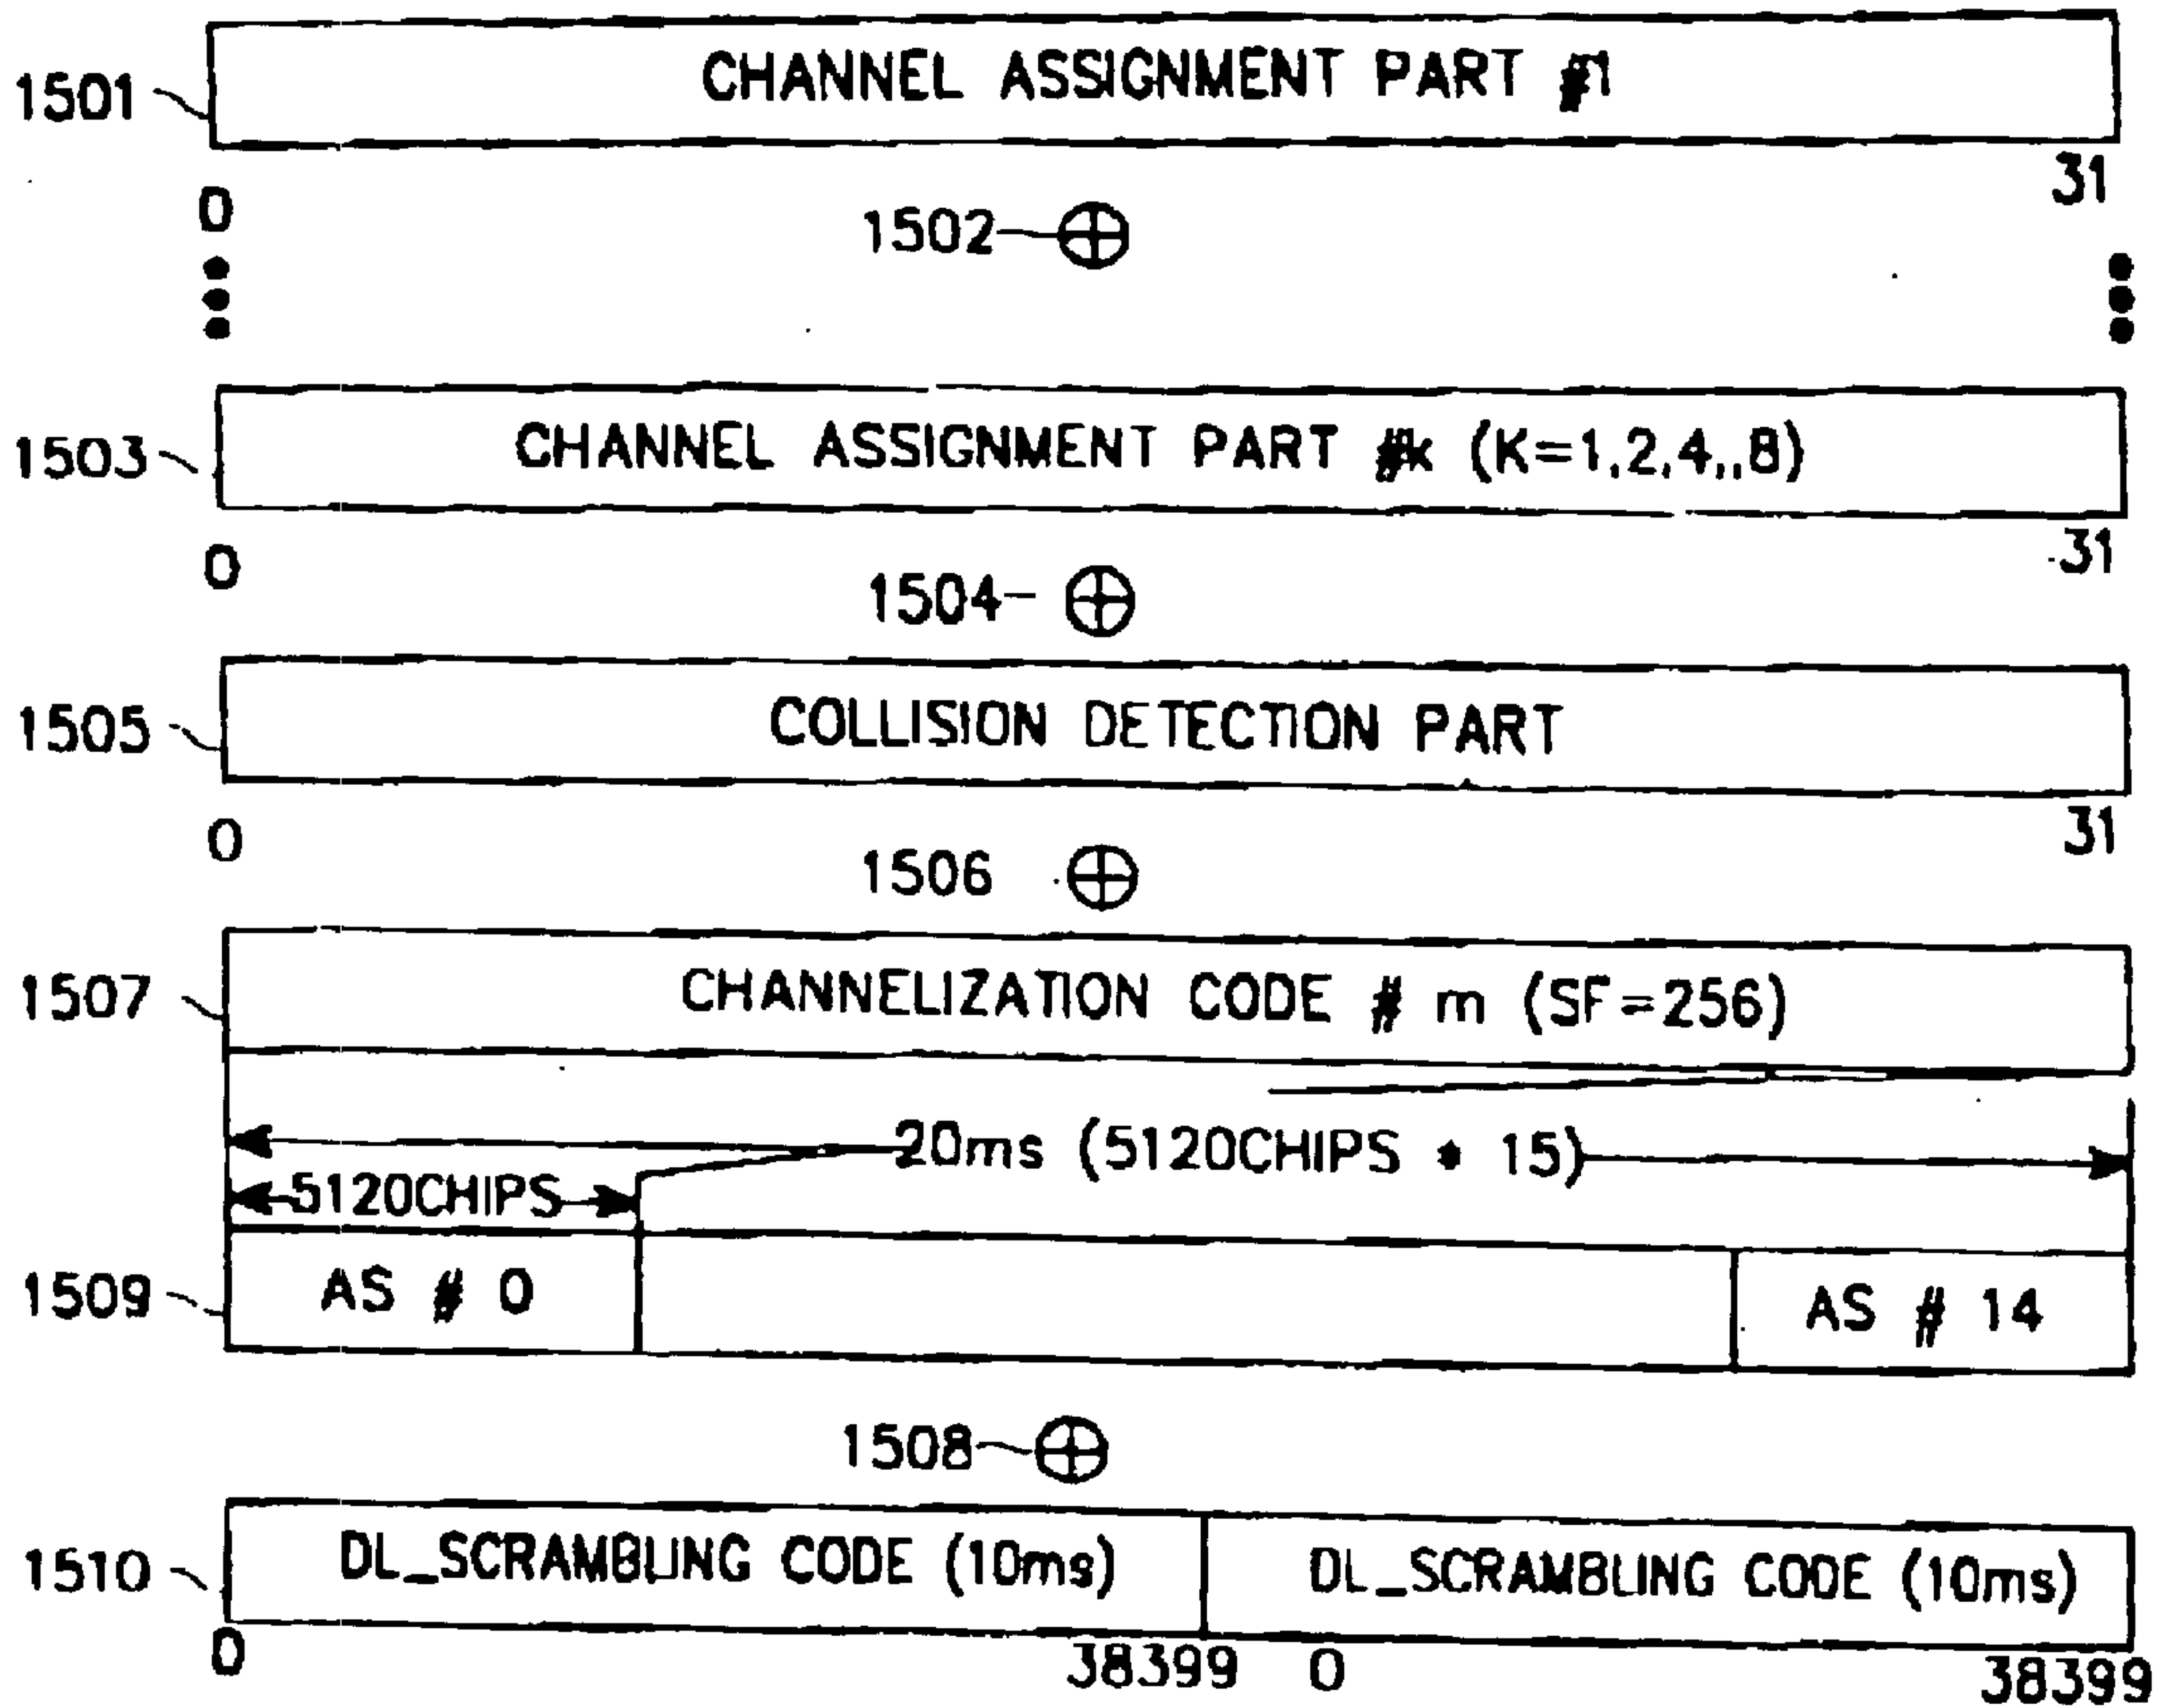 CHANNEL ASSIGNMENT PART #1
1501
0 31
1502
CHANNEL ASSIGNMENT PART #k (K=1,2,4,,8)
1503
0 31
1504
COLLISION DETECTION PART
1505
0 31
1506
CHANNELIZATION CODE # m (SF=256)
1507
20ms (5120CHIPS * 15)
5120CHIPS
1509
AS # 0 AS # 14
1508
DL_SCRAMBLING CODE (10ms) DL_SCRAMBLING CODE (10ms)
1510
0 38399 0 38399